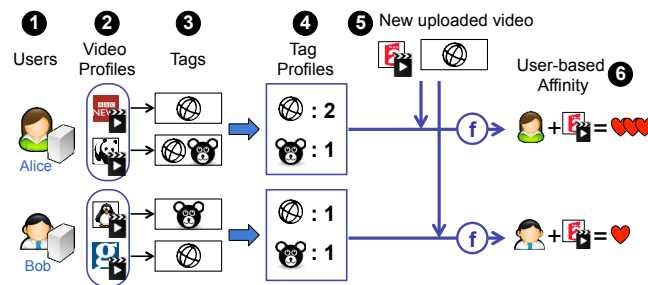 1 2 3 4 5 New uploaded video
Users Video Profiles Tags Tag Profiles
User-based Affinity 6
BBC
NEWS
: 2
Alice
: 1
f
+ =
: 1
Bob
g
: 1
f
+ =